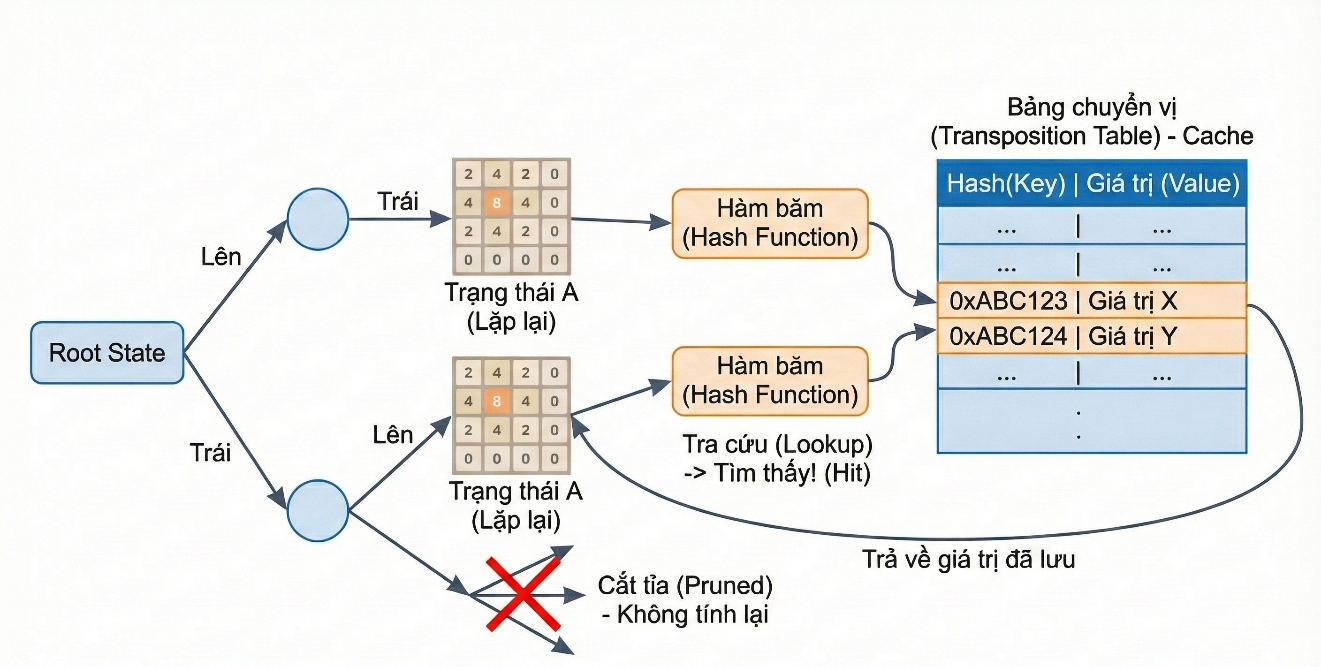 Bảng chuyển vị
(Transposition Table) - Cache
Hash(Key) | Giá trị (Value)
... | ...
... | ...
0xABC123 | Giá trị X
0xABC124 | Giá trị Y
... | ...
.
.
Root State
Lên
Trái
2 4 2 0
4 8 4 0
2 4 2 0
0 0 0 0
Trạng thái A
(Lặp lại)
Hàm băm
(Hash Function)
Trái
Lên
2 4 2 0
4 8 4 0
2 4 2 0
0 0 0 0
Trạng thái A
(Lặp lại)
Hàm băm
(Hash Function)
Tra cứu (Lookup)
-> Tìm thấy! (Hit)
Trả về giá trị đã lưu
Cắt tỉa (Pruned)
- Không tính lại